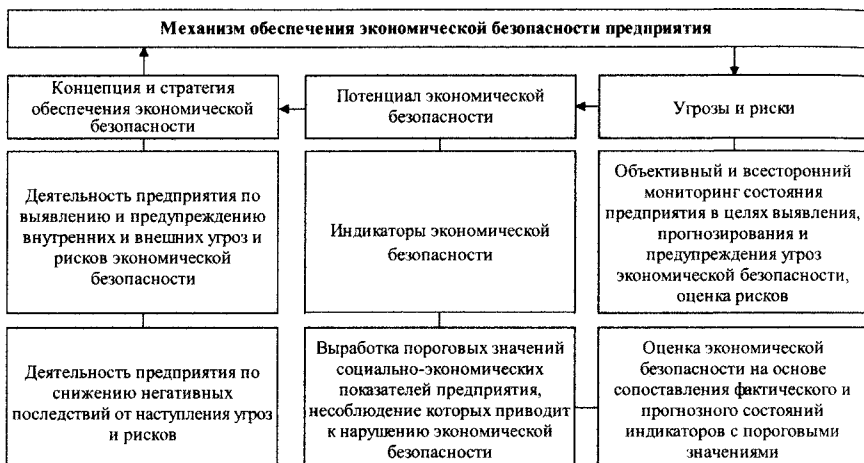 Механизм обеспечения экономической безопасности предприятия
Концепция и стратегия
обеспечения экономической
безопасности
Потенциал экономической
безопасности
Угрозы и риски
Деятельность предприятия по
выявлению и предупреждению
внутренних и внешних угроз и
рисков экономической
безопасности
Индикаторы экономической
безопасности
Объективный и всесторонний
мониторинг состояния
предприятия в целях выявления,
прогнозирования и
предупреждения угроз
экономической безопасности,
оценка рисков
Деятельность предприятия по
снижению негативных
последствий от наступления угроз
и рисков
Выработка пороговых значений
социально-экономических
показателей предприятия,
несоблюдение которых приводит
к нарушению экономической
безопасности
Оценка экономической
безопасности на основе
сопоставления фактического и
прогнозного состояний
индикаторов с пороговыми
значениями